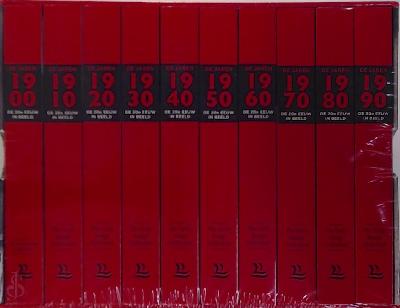 DE JAREN
19
00
DE 20e EEUW
IN BEELD
DE JAREN
19
10
DE 20e EEUW
IN BEELD
DE JAREN
19
20
DE 20e EEUW
IN BEELD
DE JAREN
19
30
DE 20e EEUW
IN BEELD
DE JAREN
19
40
DE 20e EEUW
IN BEELD
DE JAREN
19
50
DE 20e EEUW
IN BEELD
DE JAREN
19
60
DE 20e EEUW
IN BEELD
DE JAREN
19
70
DE 20e EEUW
IN BEELD
DE JAREN
19
80
DE 20e EEUW
IN BEELD
DE JAREN
19
90
DE 20e EEUW
IN BEELD